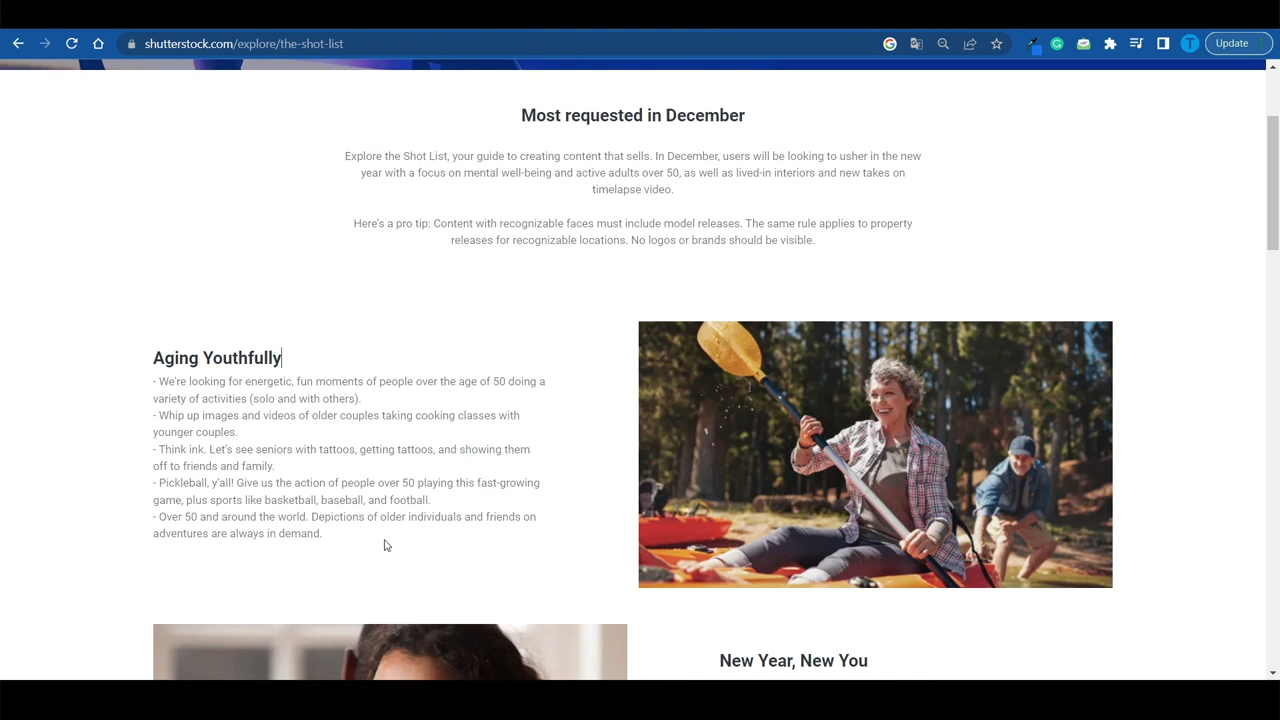 shutterstock.com/explore/the-shot-list
Update
Most requested in December
Explore the Shot List, your guide to creating content that sells. In December, users will be looking to usher in the new
year with a focus on mental well-being and active adults over 50, as well as lived-in interiors and new takes on
timelapse video.
Here's a pro tip: Content with recognizable faces must include model releases. The same rule applies to property
releases for recognizable locations. No logos or brands should be visible.
Aging Youthfully
- We're looking for energetic, fun moments of people over the age of 50 doing a
variety of activities (solo and with others).
- Whip up images and videos of older couples taking cooking classes with
younger couples.
- Think ink. Let's see seniors with tattoos, getting tattoos, and showing them
off to friends and family.
- Pickleball, y'all! Give us the action of people over 50 playing this fast-growing
game, plus sports like basketball, baseball, and football.
- Over 50 and around the world. Depictions of older individuals and friends on
adventures are always in demand.
New Year, New You